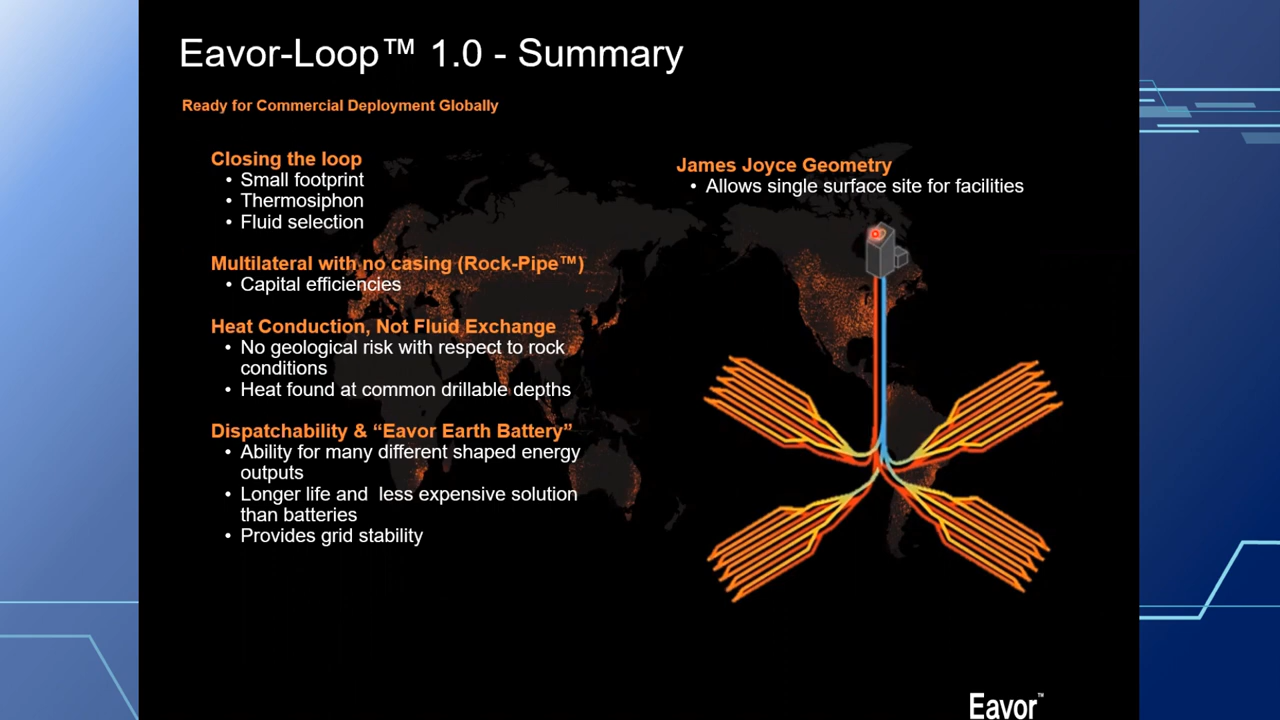 Eavor-Loop™ 1.0 - Summary
Ready for Commercial Deployment Globally
Closing the loop
• Small footprint
• Thermosiphon
• Fluid selection
Multilateral with no casing (Rock-Pipe™)
• Capital efficiencies
Heat Conduction, Not Fluid Exchange
• No geological risk with respect to rock
conditions
• Heat found at common drillable depths
Dispatchability & “Eavor Earth Battery”
• Ability for many different shaped energy
outputs
• Longer life and  less expensive solution
than batteries
• Provides grid stability
James Joyce Geometry
• Allows single surface site for facilities
Eavor™